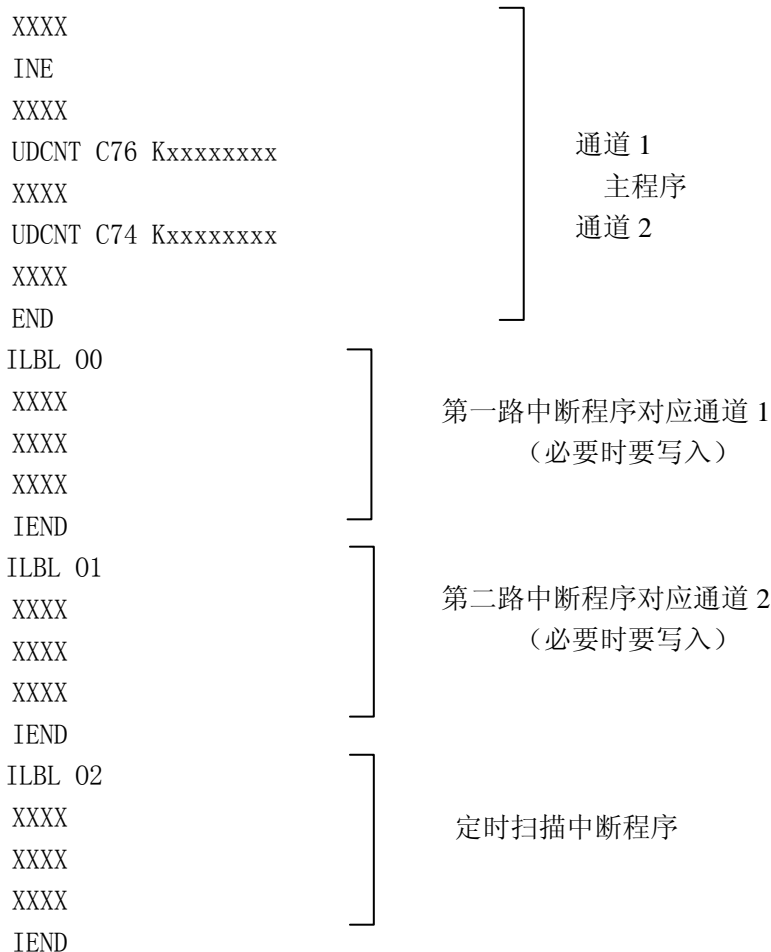 XXXX
INE
XXXX
UDCNT C76 Kxxxxxxxx
XXXX
UDCNT C74 Kxxxxxxxx
XXXX
END
通道 1
主程序
通道 2
ILBL 00
XXXX
XXXX
XXXX
IEND
第一路中断程序对应通道 1
（必要时要写入）
ILBL 01
XXXX
XXXX
XXXX
IEND
第二路中断程序对应通道 2
（必要时要写入）
ILBL 02
XXXX
XXXX
XXXX
IEND
定时扫描中断程序